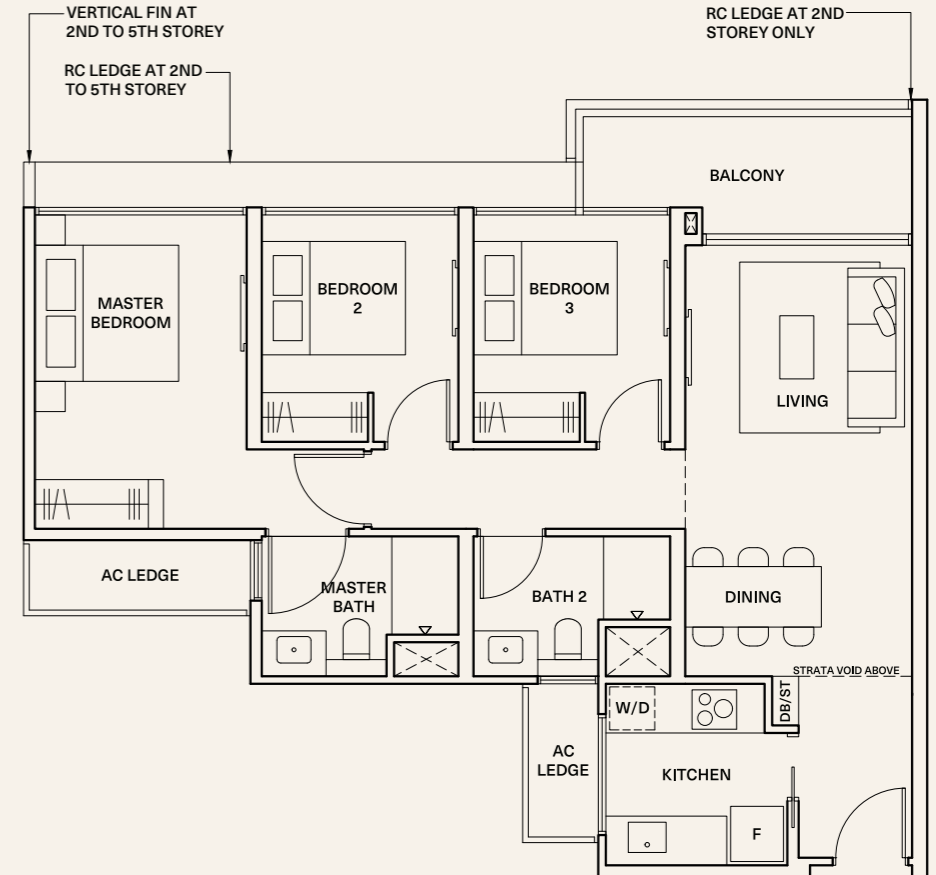 VERTICAL FIN AT
2ND TO 5TH STOREY
RC LEDGE AT 2ND
STOREY ONLY
RC LEDGE AT 2ND
TO 5TH STOREY
BALCONY
MASTER
BEDROOM
BEDROOM
2
BEDROOM
3
LIVING
AC LEDGE
MASTER
BATH
BATH 2
DINING
STRATA VOID ABOVE
DB/ST
W/D
AC
LEDGE
KITCHEN
F